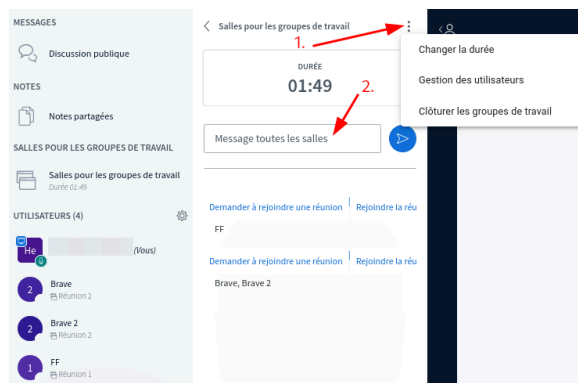 MESSAGES
Discussion publique
NOTES
Notes partagées
SALLES POUR LES GROUPES DE TRAVAIL
Salles pour les groupes de travail
Durée 01:49
UTILISATEURS (4)
He
(Vous)
2
Brave
Réunion 2
2
Brave 2
Réunion 2
1
FF
Réunion 1
Salles pour les groupes de travail
1.
DURÉE
01:49
2.
Message toutes les salles
Demander à rejoindre une réunion Rejoindre la réu
FF
Demander à rejoindre une réunion Rejoindre la réu
Brave, Brave 2
Changer la durée
Gestion des utilisateurs
Clôturer les groupes de travail